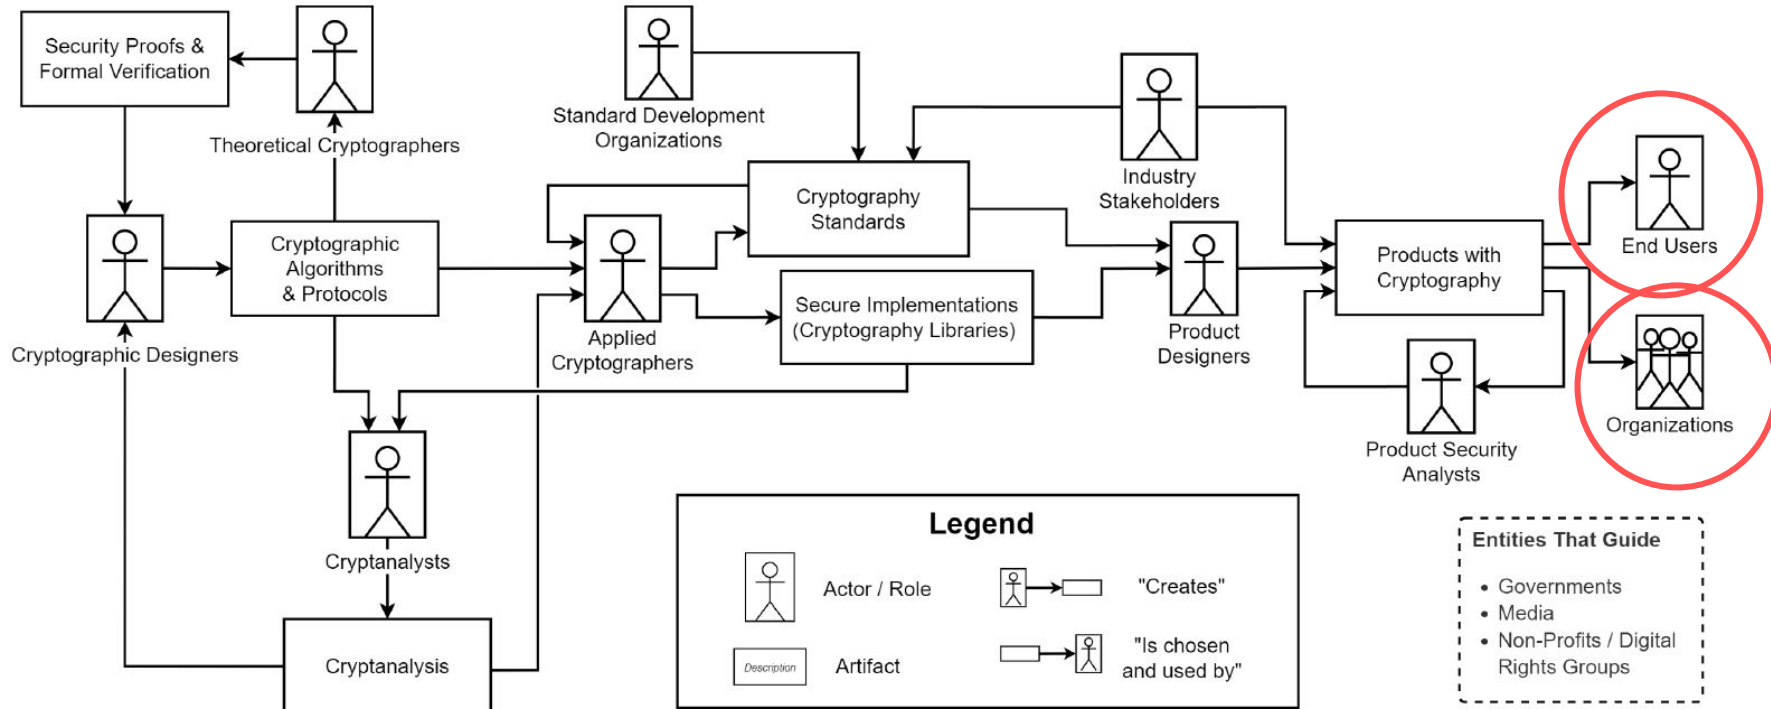 Security Proofs &
Formal Verification
Theoretical Cryptographers
Standard Development
Organizations
Industry
Stakeholders
Cryptography
Standards
End Users
Cryptographic
Algorithms
& Protocols
Products with
Cryptography
Secure Implementations
(Cryptography Libraries)
Cryptographic Designers
Applied
Cryptographers
Product
Designers
Organizations
Product Security
Analysts
Cryptanalysts
Cryptanalysis
Legend
Actor / Role
"Creates"
Description
Artifact
"Is chosen
and used by"
Entities That Guide
• Governments
• Media
• Non-Profits / Digital
Rights Groups